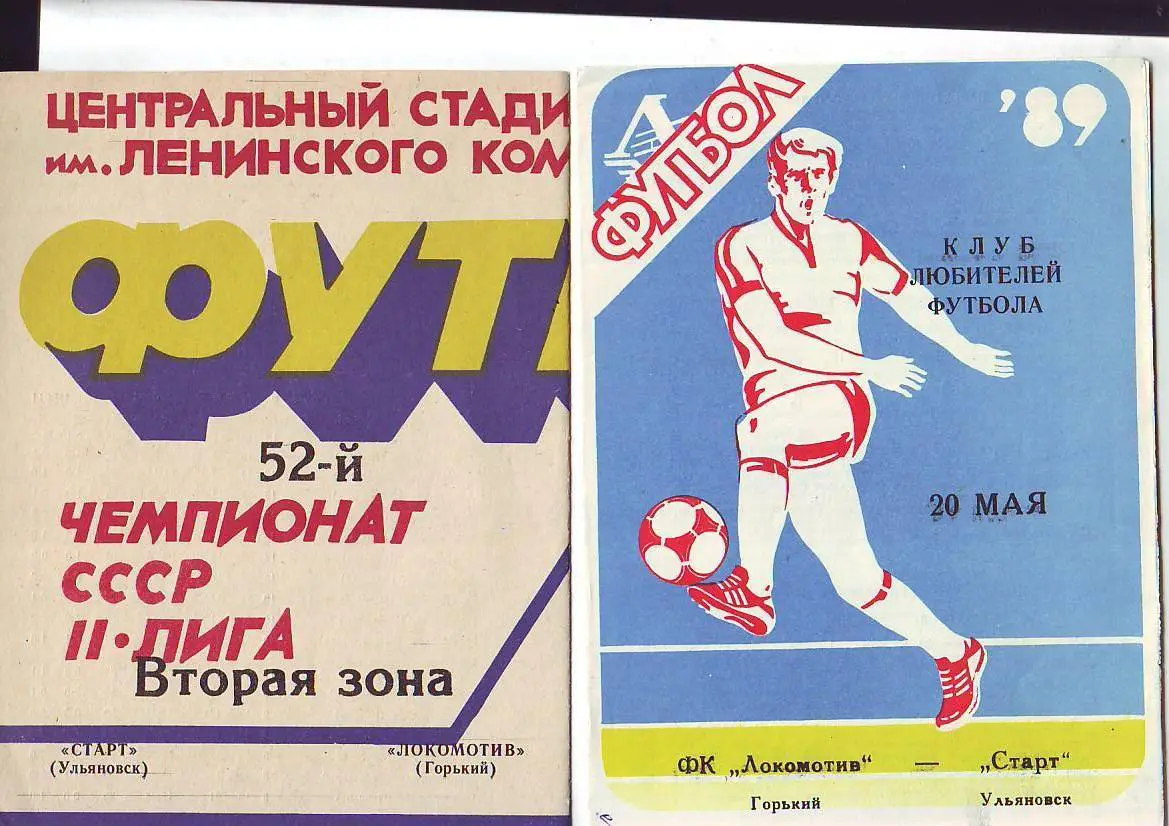 ЦЕНТРАЛЬНЫЙ СТАДИ
им. ЛЕНИНСКОГО КОМ
ФУТ
52-й
ЧЕМПИОНАТ
СССР
II·ЛИГА
Вторая зона
«СТАРТ»
(Ульяновск)
«ЛОКОМОТИВ»
(Горький)
Л
ФУТБОЛ
'89
КЛУБ
ЛЮБИТЕЛЕЙ
ФУТБОЛА
20 МАЯ
ФК „Локомотив" — „Старт"
Горький
Ульяновск